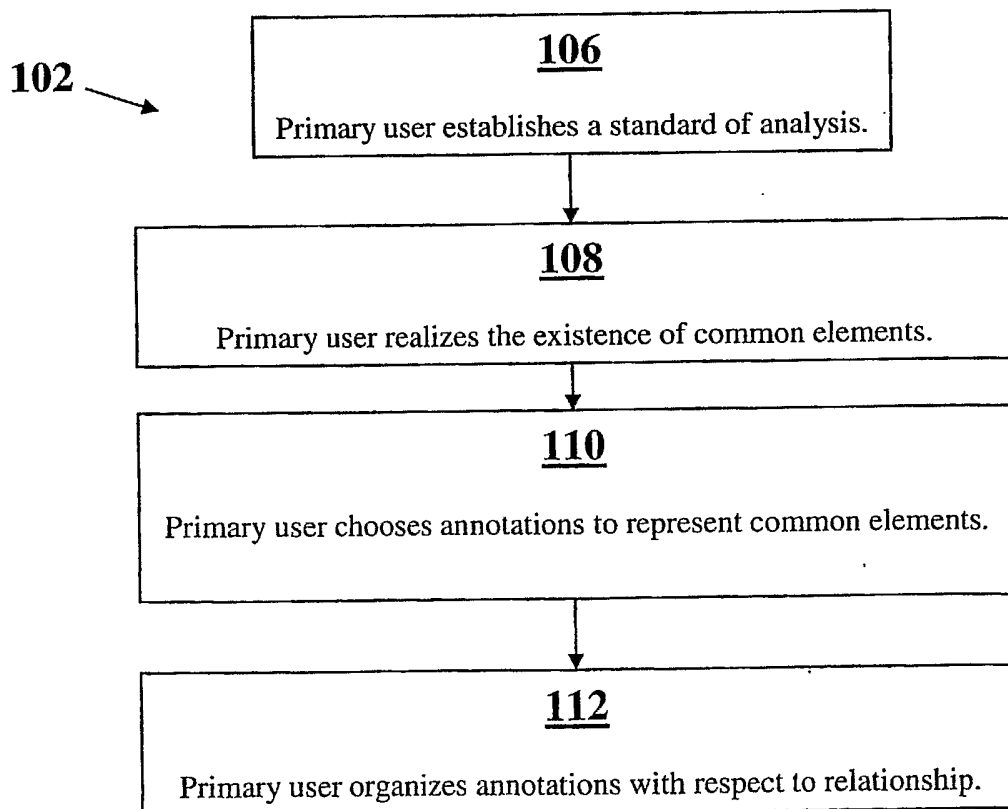 106
102
Primary user establishes a standard of analysis.
108
Primary user realizes the existence of common elements.
110
Primary user chooses annotations to represent common elements.
112
Primary user organizes annotations with respect to relationship.